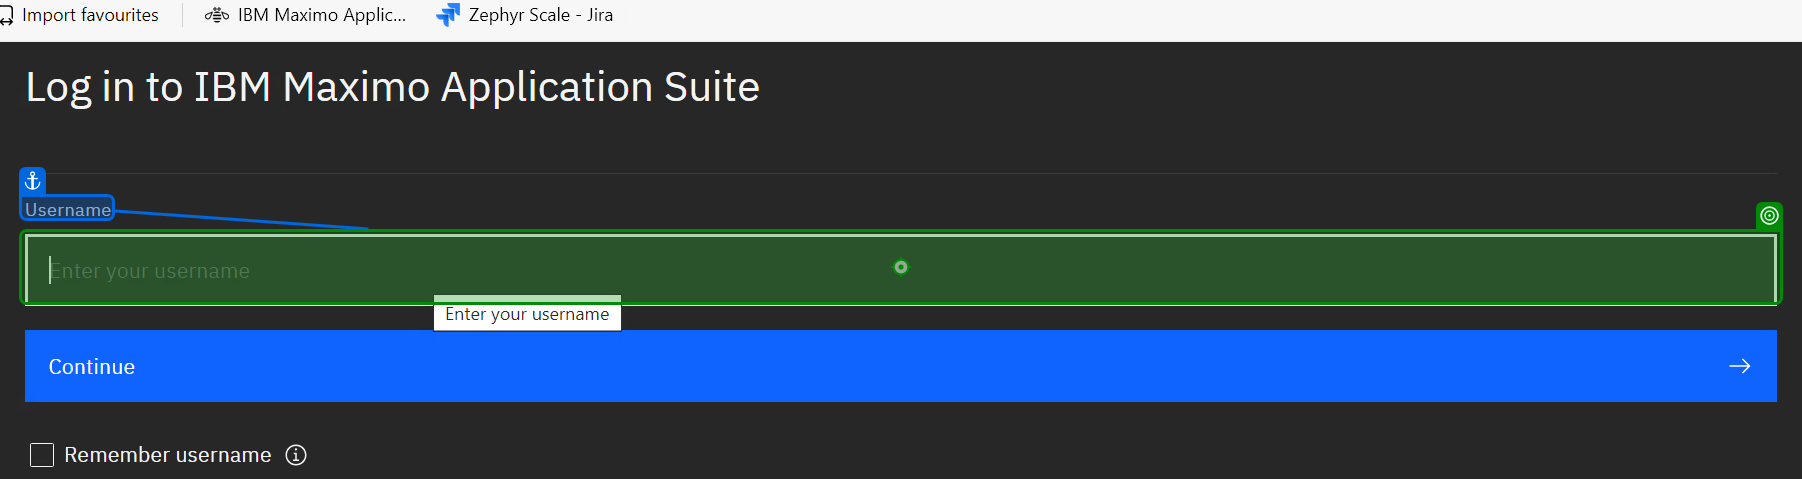 Import favourites IBM Maximo Applic... Zephyr Scale - Jira
Log in to IBM Maximo Application Suite
Username
Enter your username
Enter your username
Continue
Remember username